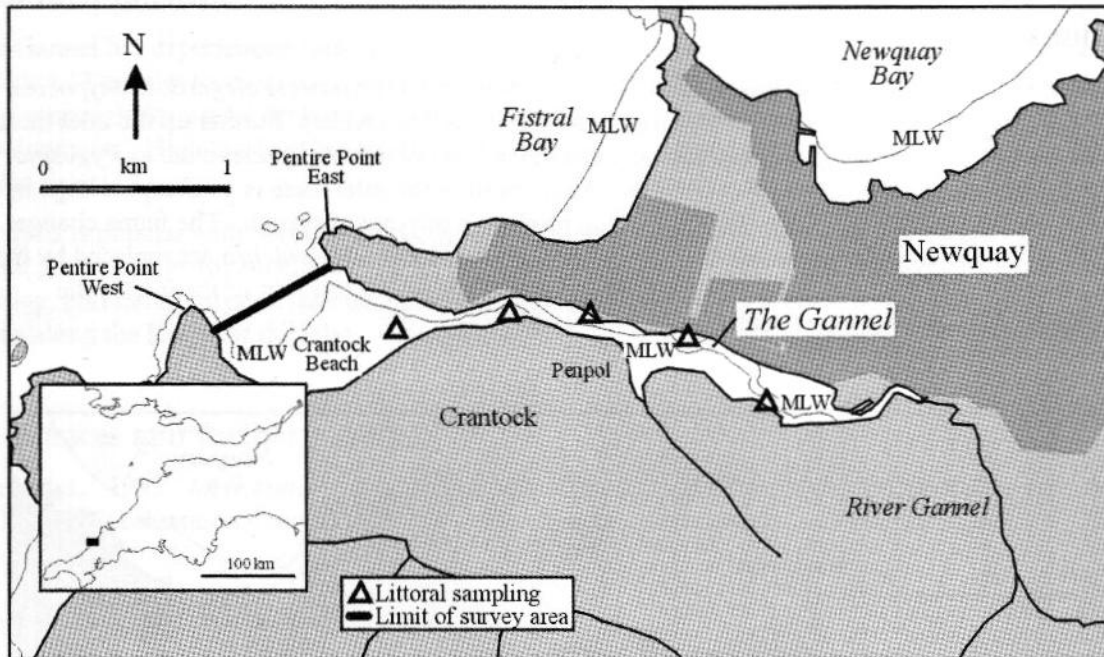 N
0 km 1
Newquay
Bay
MLW
Fistral
Bay
MLW
Pentire Point
East
Pentire Point
West
Newquay
MLW
Crantock
Beach
The Gannel
MLW
Penpol
MLW
Crantock
River Gannel
100 km
Littoral sampling
Limit of survey area